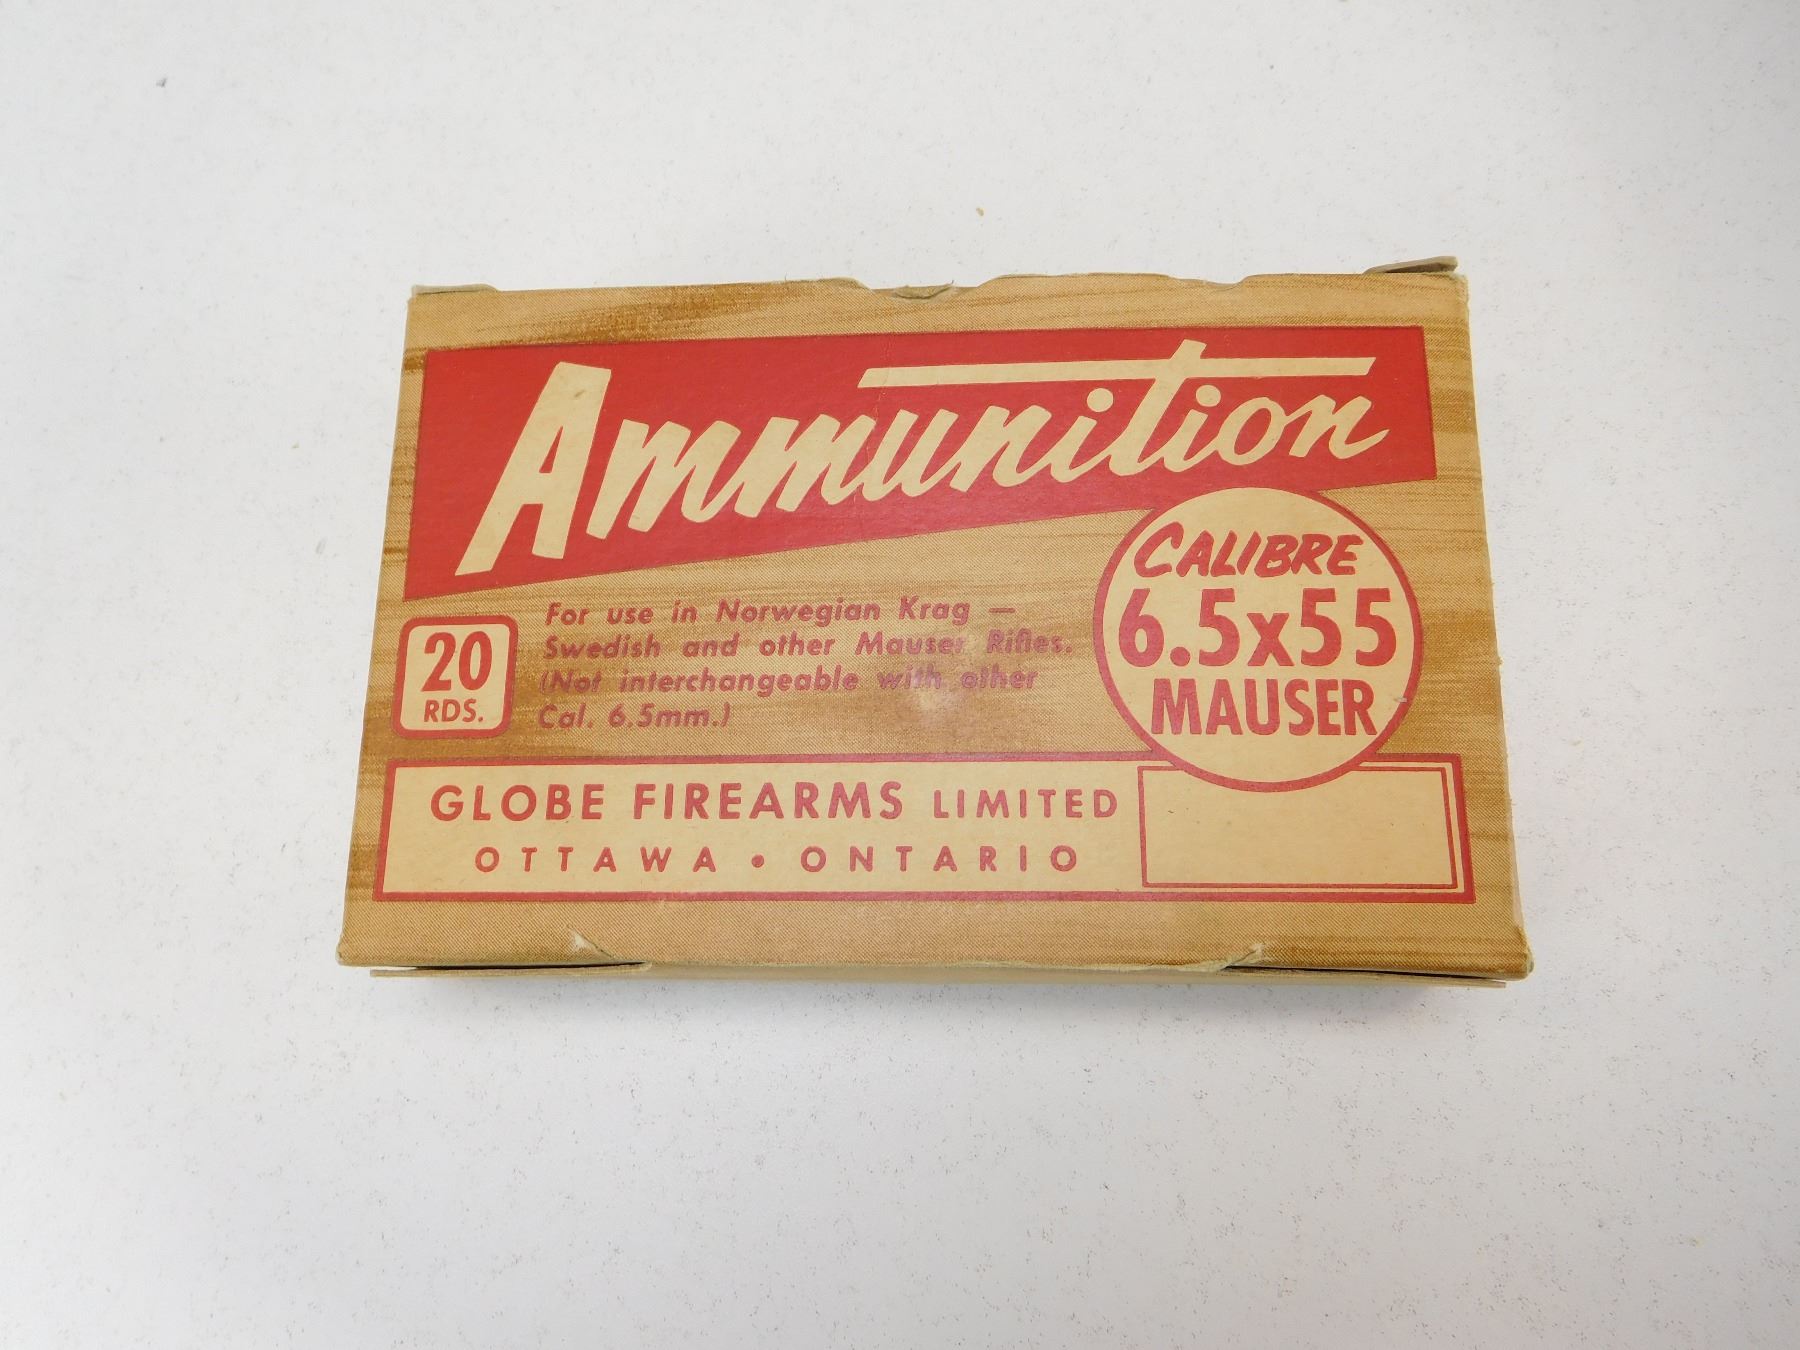 Ammunition
CALIBRE
6.5x55
MAUSER
20
RDS.
For use in Norwegian Krag —
Swedish and other Mauser Rifles.
(Not interchangeable with other
Cal. 6.5mm.)
GLOBE FIREARMS LIMITED
OTTAWA • ONTARIO